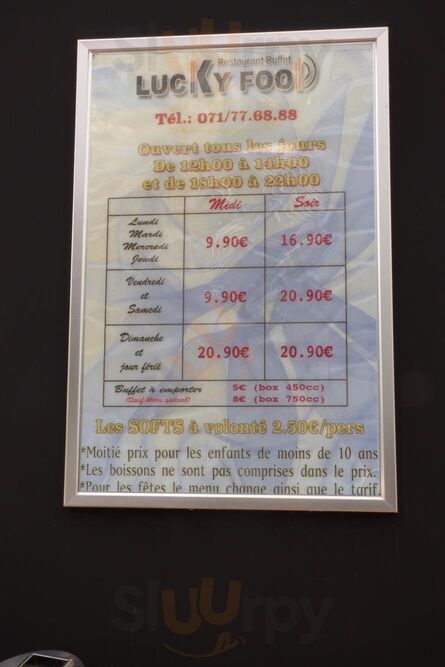 Restaurant Buffet
LUCKY FOOD
Tél.: 071/77.68.88
Ouvert tous les jours
De 12h00 à 14h00
et de 18h00 à 22h00
Midi Soir
Lundi
Mardi
Mercredi
Jeudi
9.90€ 16.90€
Vendredi
et
Samedi
9.90€ 20.90€
Dimanche
et
jour férié
20.90€ 20.90€
Buffet à emporter 5€ (box 450cc)
(Sauf Menu spécial) 8€ (box 750cc)
Les SOFTS à volonté 2.50€/pers
*Moitié prix pour les enfants de moins de 10 ans
*Les boissons ne sont pas comprises dans le prix.
*Pour les fêtes le menu change ainsi que le tarif
sluurpy